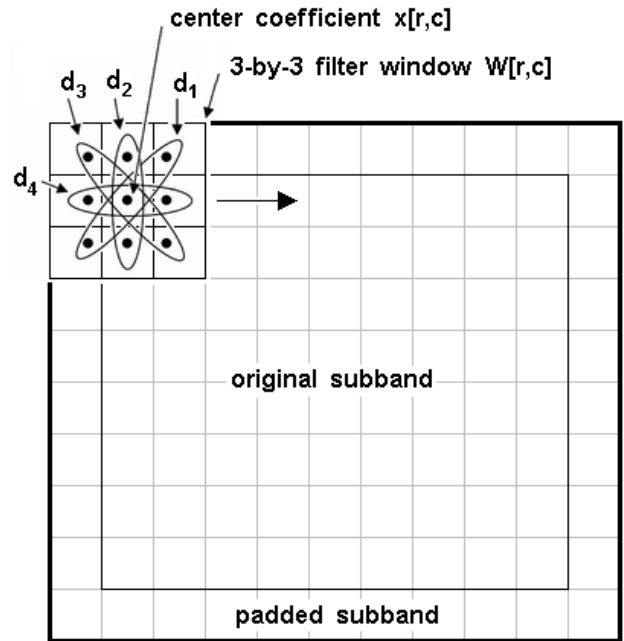 center coefficient x[r,c]
3-by-3 filter window W[r,c]
d3 d2 d1
d4
original subband
padded subband